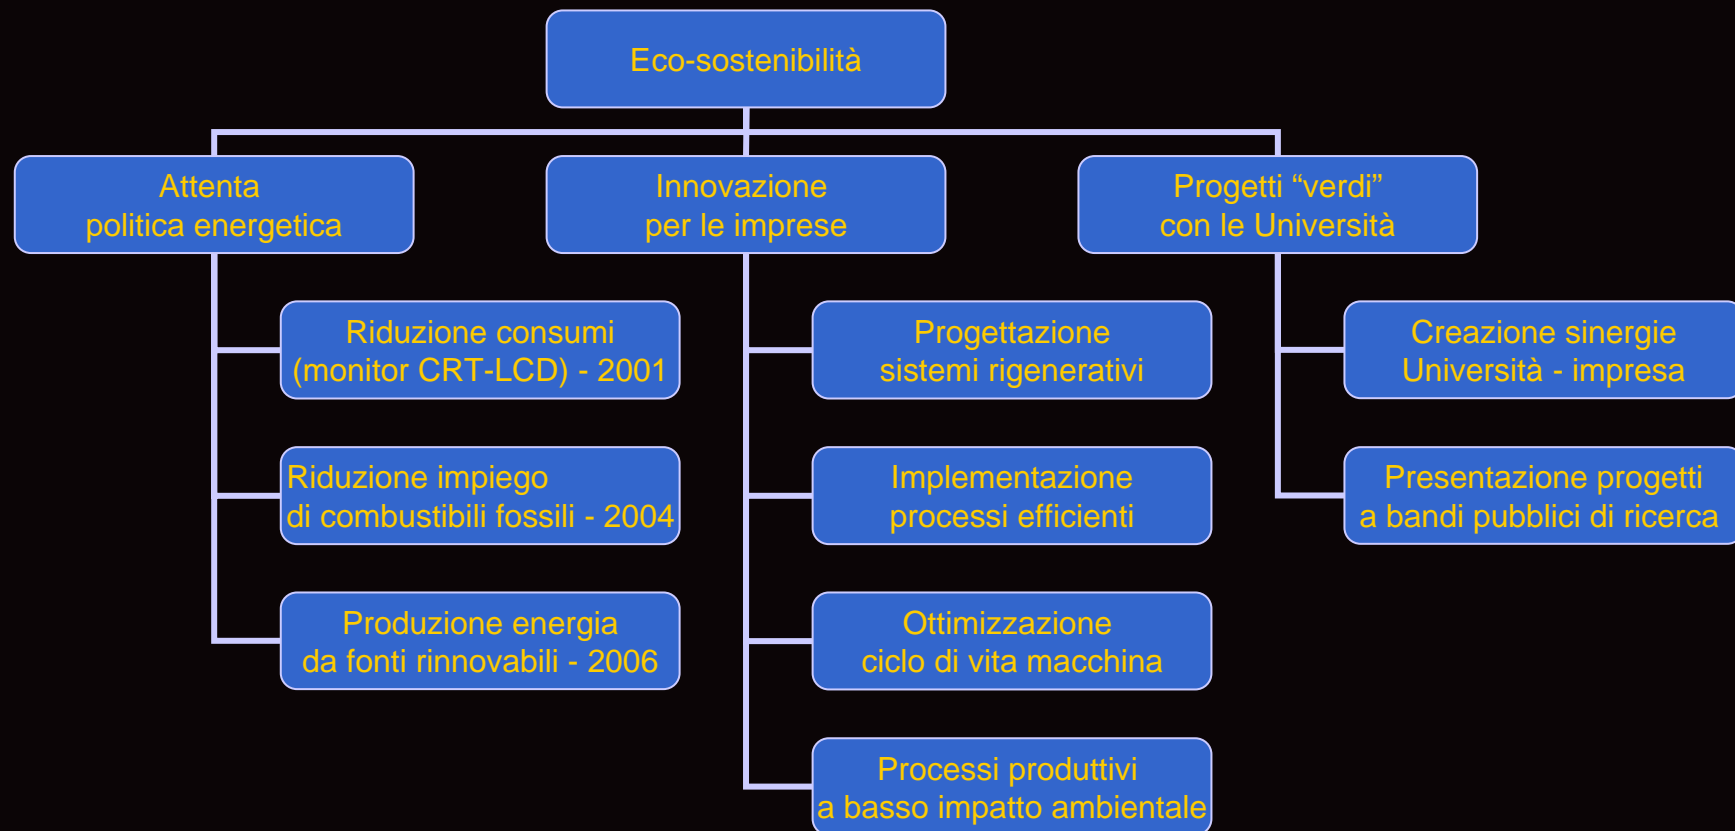 Eco-sostenibilità
Attenta
politica energetica
Riduzione consumi
(monitor CRT-LCD) - 2001
Riduzione impiego
di combustibili fossili - 2004
Produzione energia
da fonti rinnovabili - 2006
Innovazione
per le imprese
Progettazione
sistemi rigenerativi
Implementazione
processi efficienti
Ottimizzazione
ciclo di vita macchina
Processi produttivi
a basso impatto ambientale
Progetti “verdi”
con le Università
Creazione sinergie
Università - impresa
Presentazione progetti
a bandi pubblici di ricerca